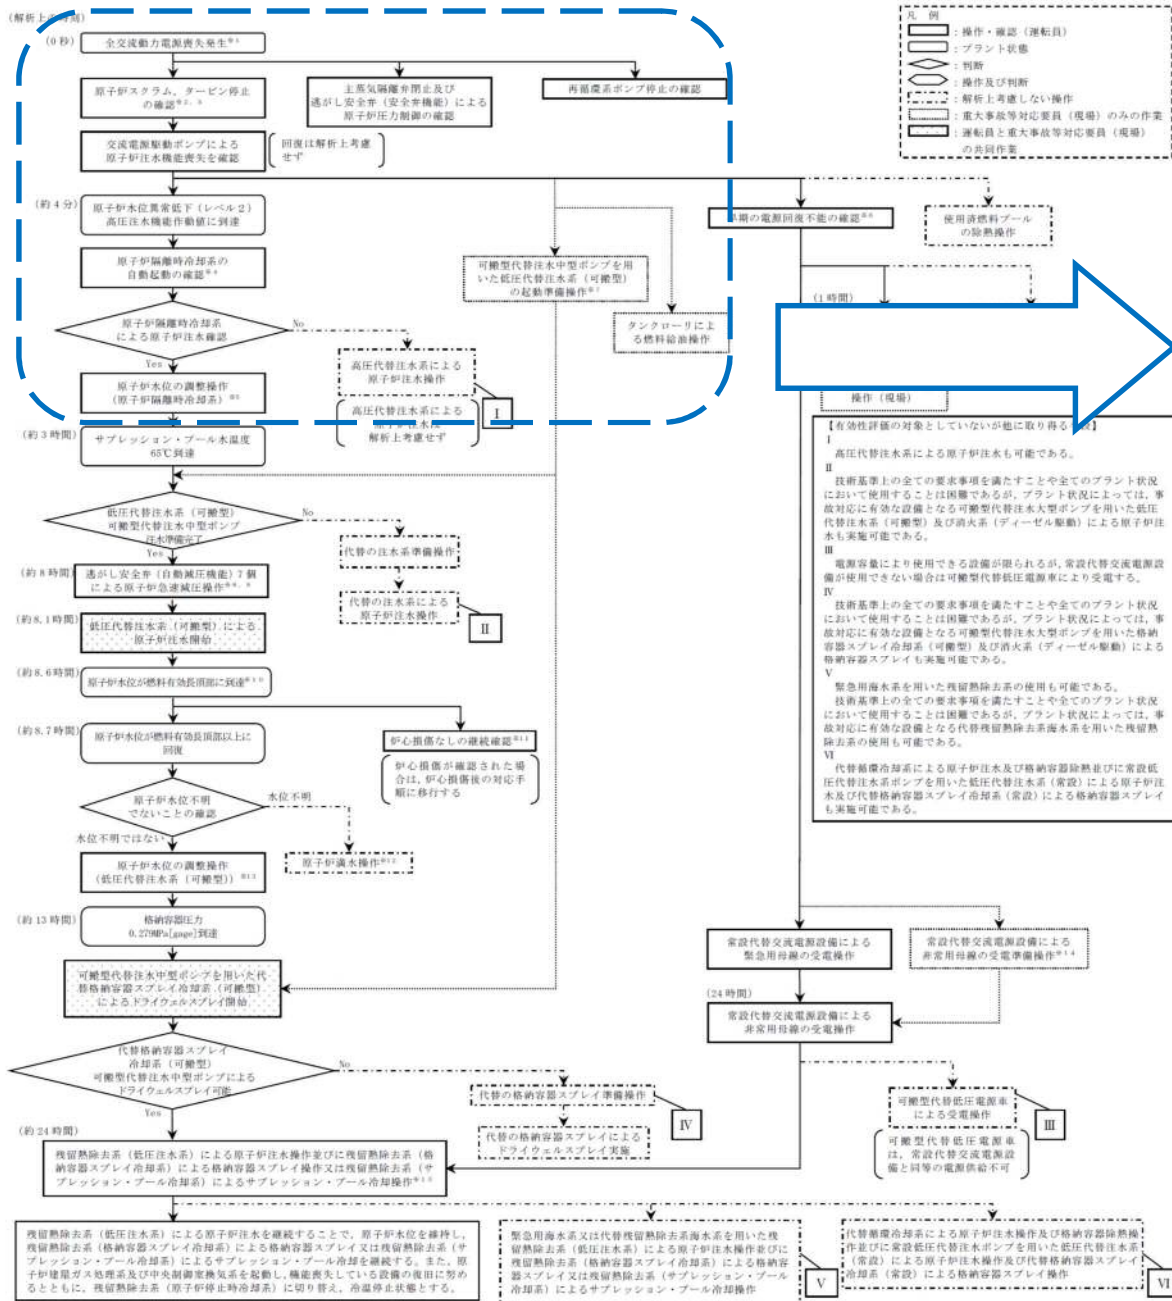 (解析上の時刻)
(0秒)
全交流動力電源喪失発生※1
原子炉スクラム，タービン停止
の確認※2，3
主蒸気隔離弁閉止及び
逃がし安全弁(安全弁機能)による
原子炉圧力制御の確認
再循環系ポンプ停止の確認
交流電源駆動ポンプによる
原子炉注水機能喪失を確認
回復は解析上考慮
せず
凡 例
：操作・確認（運転員）
：プラント状態
：判断
：操作及び判断
：解析上考慮しない操作
：重大事故等対応要員（現場）のみの作業
：運転員と重大事故等対応要員（現場）
の共同作業
(約4分)
原子炉水位異常低下（レベル2）
高圧注水機能作動値に到達
早期の電源回復不能の確認※6
使用済燃料プール
の除熱操作
原子炉隔離時冷却系の
自動起動の確認※4
可搬型代替注水中型ポンプを用
いた低圧代替注水系（可搬型）
の起動準備操作※7
(1時間)
原子炉隔離時冷却系
による原子炉注水確認
No
Yes
タンクローリによ
る燃料給油操作
高圧代替注水系による
原子炉注水操作
I
高圧代替注水系による
原子炉注水は
解析上考慮せず
原子炉水位の調整操作
(原子炉隔離時冷却系)※5
操作（現場）
(約3時間)
サプレッション・プール水温度
65℃到達
低圧代替注水系（可搬型）
可搬型代替注水中型ポンプ
注水準備完了
No
Yes
代替の注水系準備操作
代替の注水系による
原子炉注水操作
II
(約8時間)
逃がし安全弁（自動減圧機能）7個
による原子炉急速減圧操作※8，9
(約8.1時間)
低圧代替注水系（可搬型）による
原子炉注水開始
(約8.6時間)
原子炉水位が燃料有効長頂部に到達※10
(約8.7時間)
原子炉水位が燃料有効長頂部以上に
回復
炉心損傷なしの継続確認※11
炉心損傷が確認された場
合は，炉心損傷後の対応手
順に移行する
【有効性評価の対象としていないが他に取り得る
】
I
高圧代替注水系による原子炉注水も可能である。
II
技術基準上の全ての要求事項を満たすことや全てのプラント状況
において使用することは困難であるが，プラント状況によっては，事
故対応に有効な設備となる可搬型代替注水大型ポンプを用いた低圧
代替注水系（可搬型）及び消火系（ディーゼル駆動）による原子炉注
水も実施可能である。
III
電源容量により使用できる設備が限られるが，常設代替交流電源設
備が使用できない場合は可搬型代替低圧電源車により受電する。
IV
技術基準上の全ての要求事項を満たすことや全てのプラント状況
において使用することは困難であるが，プラント状況によっては，事
故対応に有効な設備となる可搬型代替注水大型ポンプを用いた格納
容器スプレイ冷却系（可搬型）及び消火系（ディーゼル駆動）による
格納容器スプレイも実施可能である。
V
緊急用海水系を用いた残留熱除去系の使用も可能である。
技術基準上の全ての要求事項を満たすことや全てのプラント状況
において使用することは困難であるが，プラント状況によっては，事
故対応に有効な設備となる代替残留熱除去系海水系を用いた残留熱
除去系の使用も可能である。
VI
代替循環冷却系による原子炉注水及び格納容器除熱並びに常設低
圧代替注水系ポンプを用いた低圧代替注水系（常設）による原子炉注
水及び代替格納容器スプレイ冷却系（常設）による格納容器スプレイ
も実施可能である。
原子炉水位不明
でないことの確認
水位不明
水位不明ではない
原子炉満水操作※12
原子炉水位の調整操作
(低圧代替注水系（可搬型）)※13
(約13時間)
格納容器圧力
0.279MPa[gage]到達
可搬型代替注水中型ポンプを用いた代
替格納容器スプレイ冷却系（可搬型）
によるドライウェルスプレイ開始
常設代替交流電源設備による
緊急用母線の受電操作
常設代替交流電源設備による
非常用母線の受電準備操作※14
(24時間)
常設代替交流電源設備による
非常用母線の受電操作
代替格納容器スプレイ
冷却系（可搬型）
可搬型代替注水中型ポンプによる
ドライウェルスプレイ可能
No
Yes
代替の格納容器スプレイ準備操作
代替の格納容器スプレイによる
ドライウェルスプレイ実施
IV
可搬型代替低圧電源車
による受電操作
III
可搬型代替低圧電源車
は，常設代替交流電源設
備と同等の電源供給不可
(約24時間)
残留熱除去系（低圧注水系）による原子炉注水操作並びに残留熱除去系（格
納容器スプレイ冷却系）による格納容器スプレイ操作又は残留熱除去系（サ
プレッション・プール冷却系）によるサプレッション・プール冷却操作※15
残留熱除去系（低圧注水系）による原子炉注水を継続することで，原子炉水位を維持し，
残留熱除去系（格納容器スプレイ冷却系）による格納容器スプレイ又は残留熱除去系（サ
プレッション・プール冷却系）によるサプレッション・プール冷却を継続する。また，原
子炉建屋ガス処理系及び中央制御室換気系を起動し，機能喪失している設備の復旧に努め
るとともに，残留熱除去系（原子炉停止時冷却系）に切り替え，冷温停止状態とする。
緊急用海水系又は代替残留熱除去系海水系を用いた残
留熱除去系（低圧注水系）による原子炉注水操作並びに
残留熱除去系（格納容器スプレイ冷却系）による格納容
器スプレイ又は残留熱除去系（サプレッション・プール
冷却系）によるサプレッション・プール冷却操作
V
代替循環冷却系による原子炉注水操作及び格納容器除熱操
作並びに常設低圧代替注水系ポンプを用いた低圧代替注水系
（常設）による原子炉注水操作及び代替格納容器スプレイ
冷却系（常設）による格納容器スプレイ操作
VI